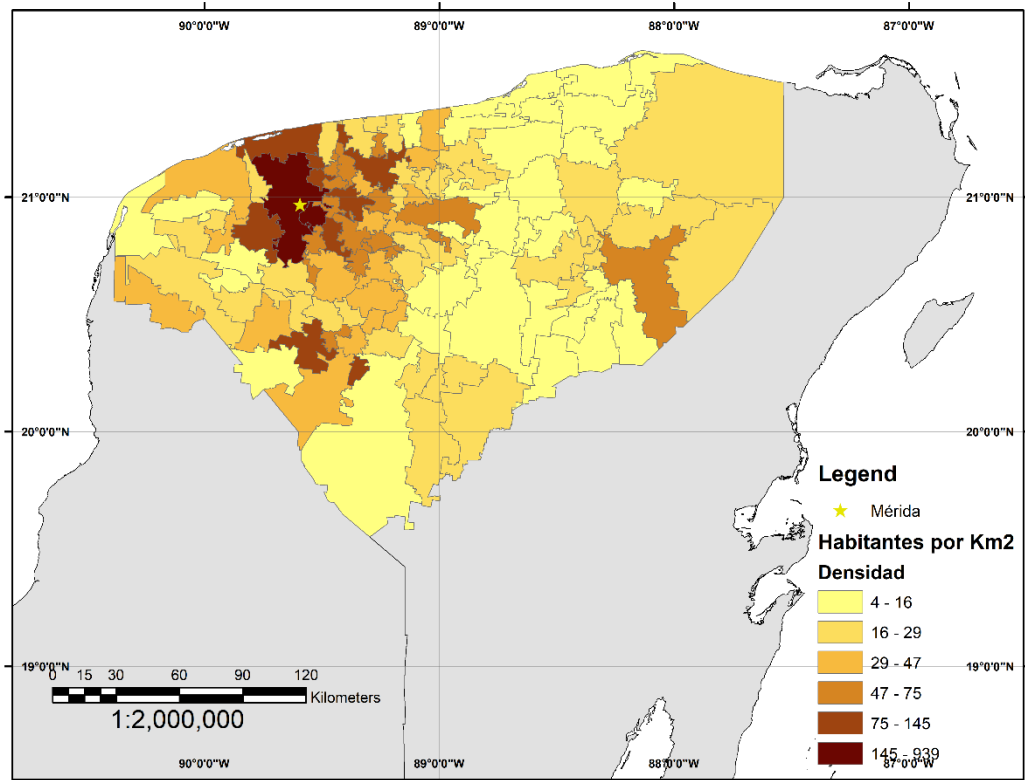 90°0'0"W 89°0'0"W 88°0'0"W 87°0'0"W
21°0'0"N 21°0'0"N
20°0'0"N 20°0'0"N
Legend
Mérida
Habitantes por Km2
Densidad
4 - 16
16 - 29
29 - 47
47 - 75
75 - 145
145 - 939
19°0'0"N 19°0'0"N
0 15 30 60 90 120
Kilometers
1:2,000,000
90°0'0"W 89°0'0"W 88°0'0"W 87°0'0"W